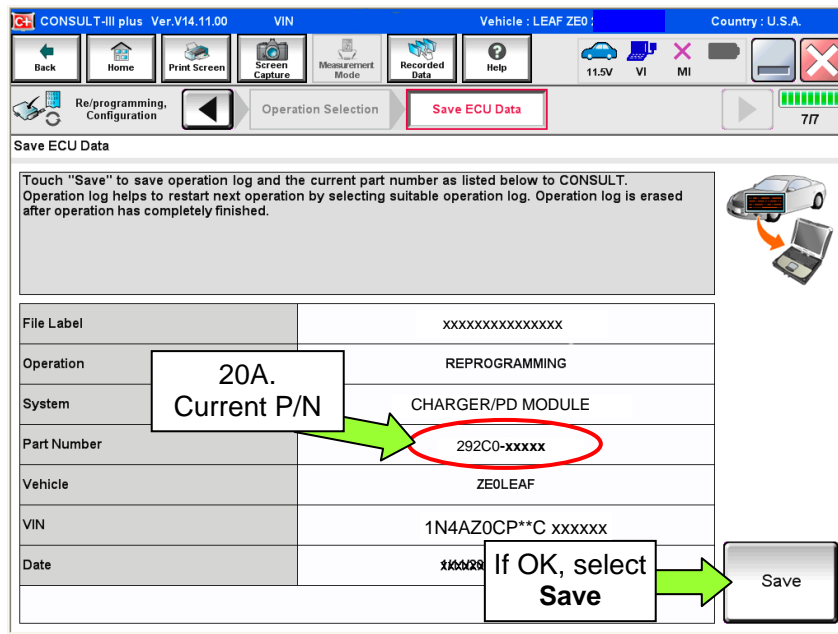 CONSULT-III plus Ver.V14.11.00 VIN Vehicle : LEAF ZE0 Country : U.S.A.
Back Home Print Screen Screen Capture Measurement Mode Recorded Data Help 11.5V VI MI
Re/programming, Configuration Operation Selection Save ECU Data 7/7
Save ECU Data
Touch "Save" to save operation log and the current part number as listed below to CONSULT.
Operation log helps to restart next operation by selecting suitable operation log. Operation log is erased
after operation has completely finished.
File Label xxxxxxxxxxxxxxx
Operation REPROGRAMMING
20A.
Current P/N
System CHARGER/PD MODULE
Part Number 292C0-xxxxx
Vehicle ZE0LEAF
VIN 1N4AZ0CP**C xxxxxx
Date
If OK, select
Save
Save